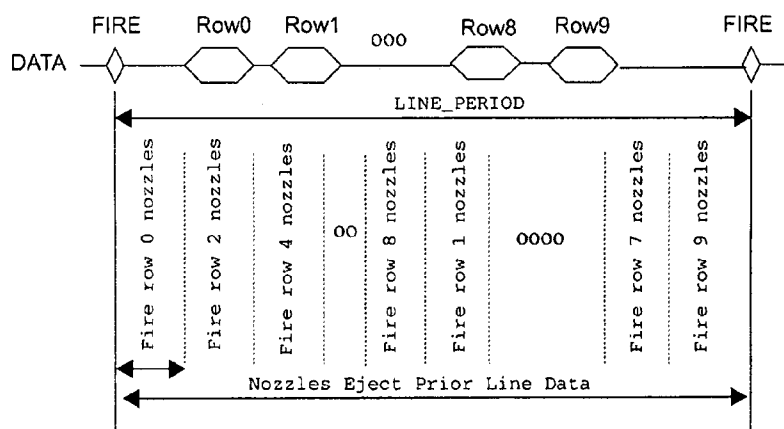 FIRE Row0 Row1 ooo Row8 Row9 FIRE
DATA
LINE_PERIOD
Fire row 0 nozzles
Fire row 2 nozzles
Fire row 4 nozzles
oo
Fire row 8 nozzles
Fire row 1 nozzles
oooo
Fire row 7 nozzles
Fire row 9 nozzles
Nozzles Eject Prior Line Data